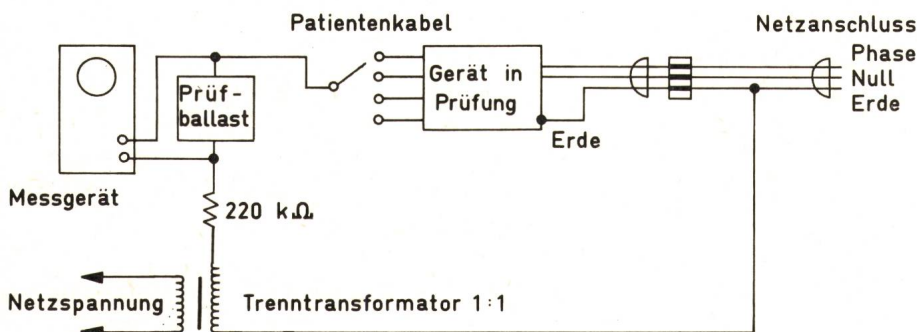 Patientenkabel
Netzanschluss
Phase
Null
Erde
Gerät in
Prüfung
Prüf-
ballast
Erde
Messgerät
220 kΩ
Netzspannung
Trenntransformator 1:1